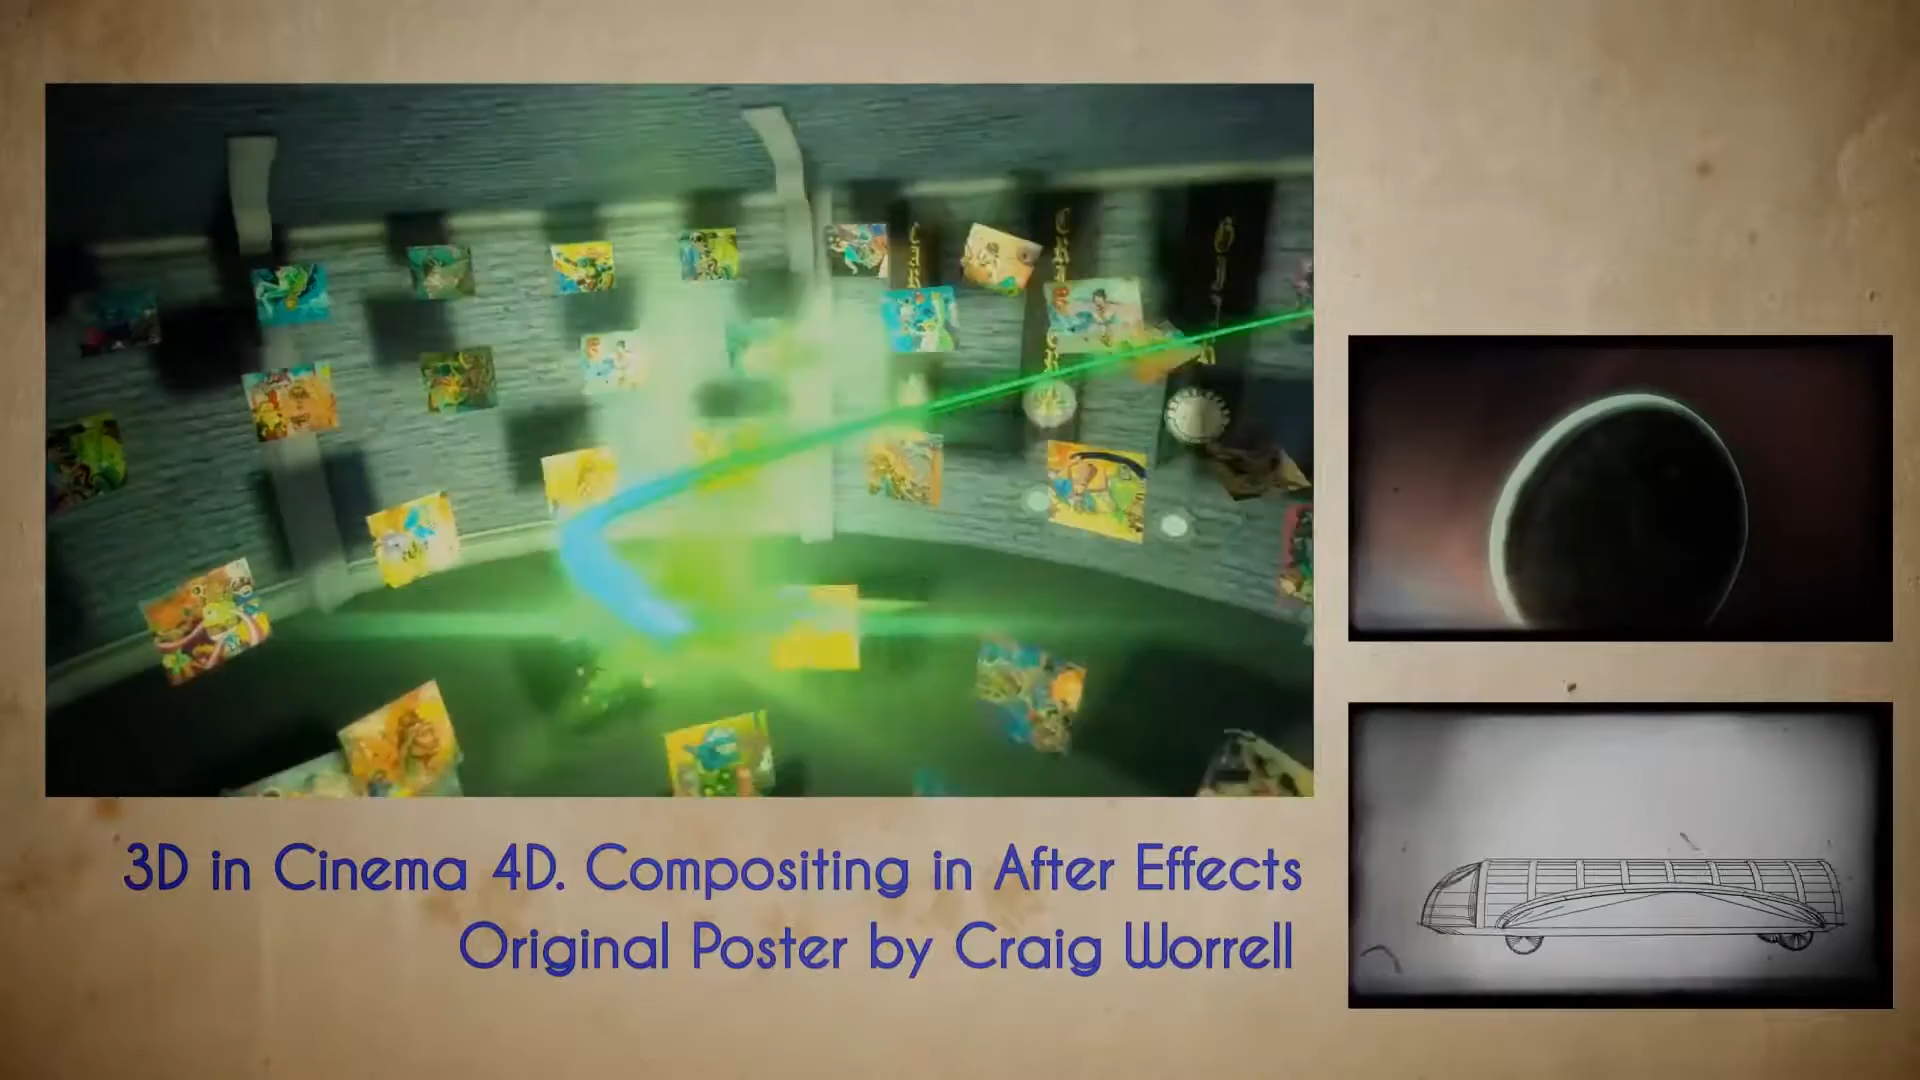 3D in Cinema 4D. Compositing in After Effects
Original Poster by Craig Worrell